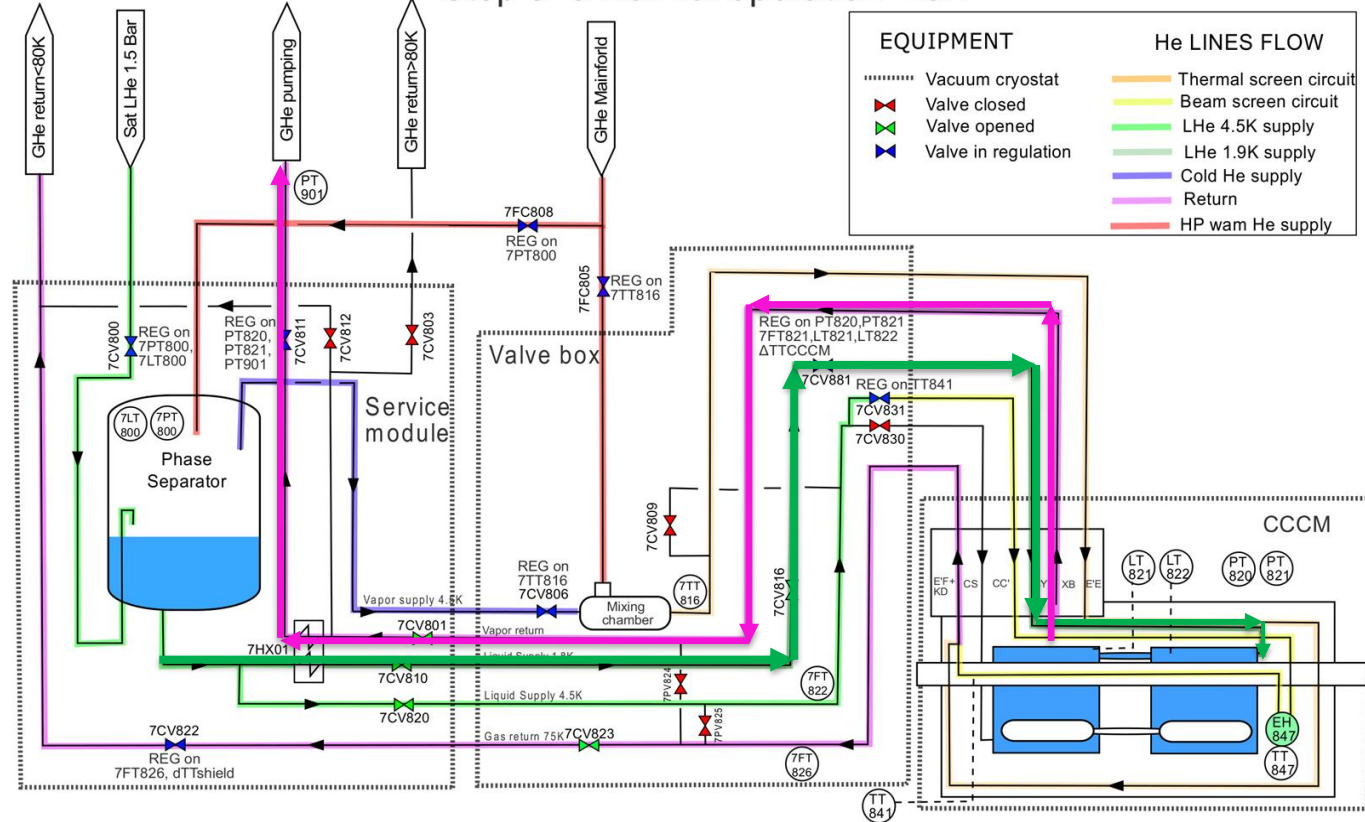 GHe return<80K
Sat LHe 1.5 Bar
GHe pumping
GHe return>80K
GHe Mainforld
EQUIPMENT
Vacuum cryostat
Valve closed
Valve opened
Valve in regulation
He LINES FLOW
Thermal screen circuit
Beam screen circuit
LHe 4.5K supply
LHe 1.9K supply
Cold He supply
Return
HP wam He supply
PT
901
7FC808
REG on
7PT800
7FC805
REG on
7TT816
7CV800
REG on
7PT800,
7LT800
REG on
PT820,
PT821,
PT901
7CV811
7CV812
7CV803
Valve box
REG on PT820,PT821
7FT821,LT821,LT822
ΔTTCCCM
7CV881
REG on TT841
7CV831
7CV830
7LT
800
7PT
800
Phase
Separator
Service
module
7CV809
CCCM
REG on
7TT816
7CV806
7TT
816
7CV816
Mixing
chamber
E'F+
KD
CS
CC'
Y
XB
E'E
LT
821
LT
822
PT
820
PT
821
Vapor supply 4.5K
7CV801
Vapor return
7HX01
7CV810
7PV824
7FT
822
Liquid Supply 4.5K
7CV820
7PV825
7CV822
REG on
7FT826, dTTshield
Gas return 75K
7CV823
7FT
826
EH
847
TT
847
TT
841